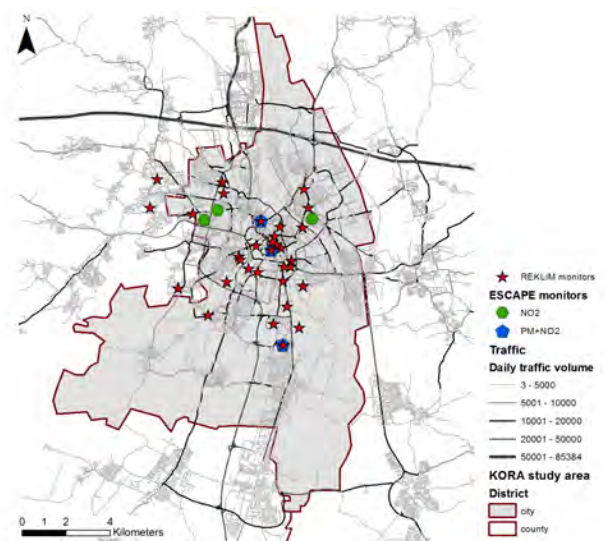 N
REKLIM monitors
ESCAPE monitors
NO2
PM+NO2
Traffic
Daily traffic volume
3 - 5000
5001 - 10000
10001 - 20000
20001 - 50000
50001 - 85384
KORA study area
District
city
county
0 1 2 4
Kilometers